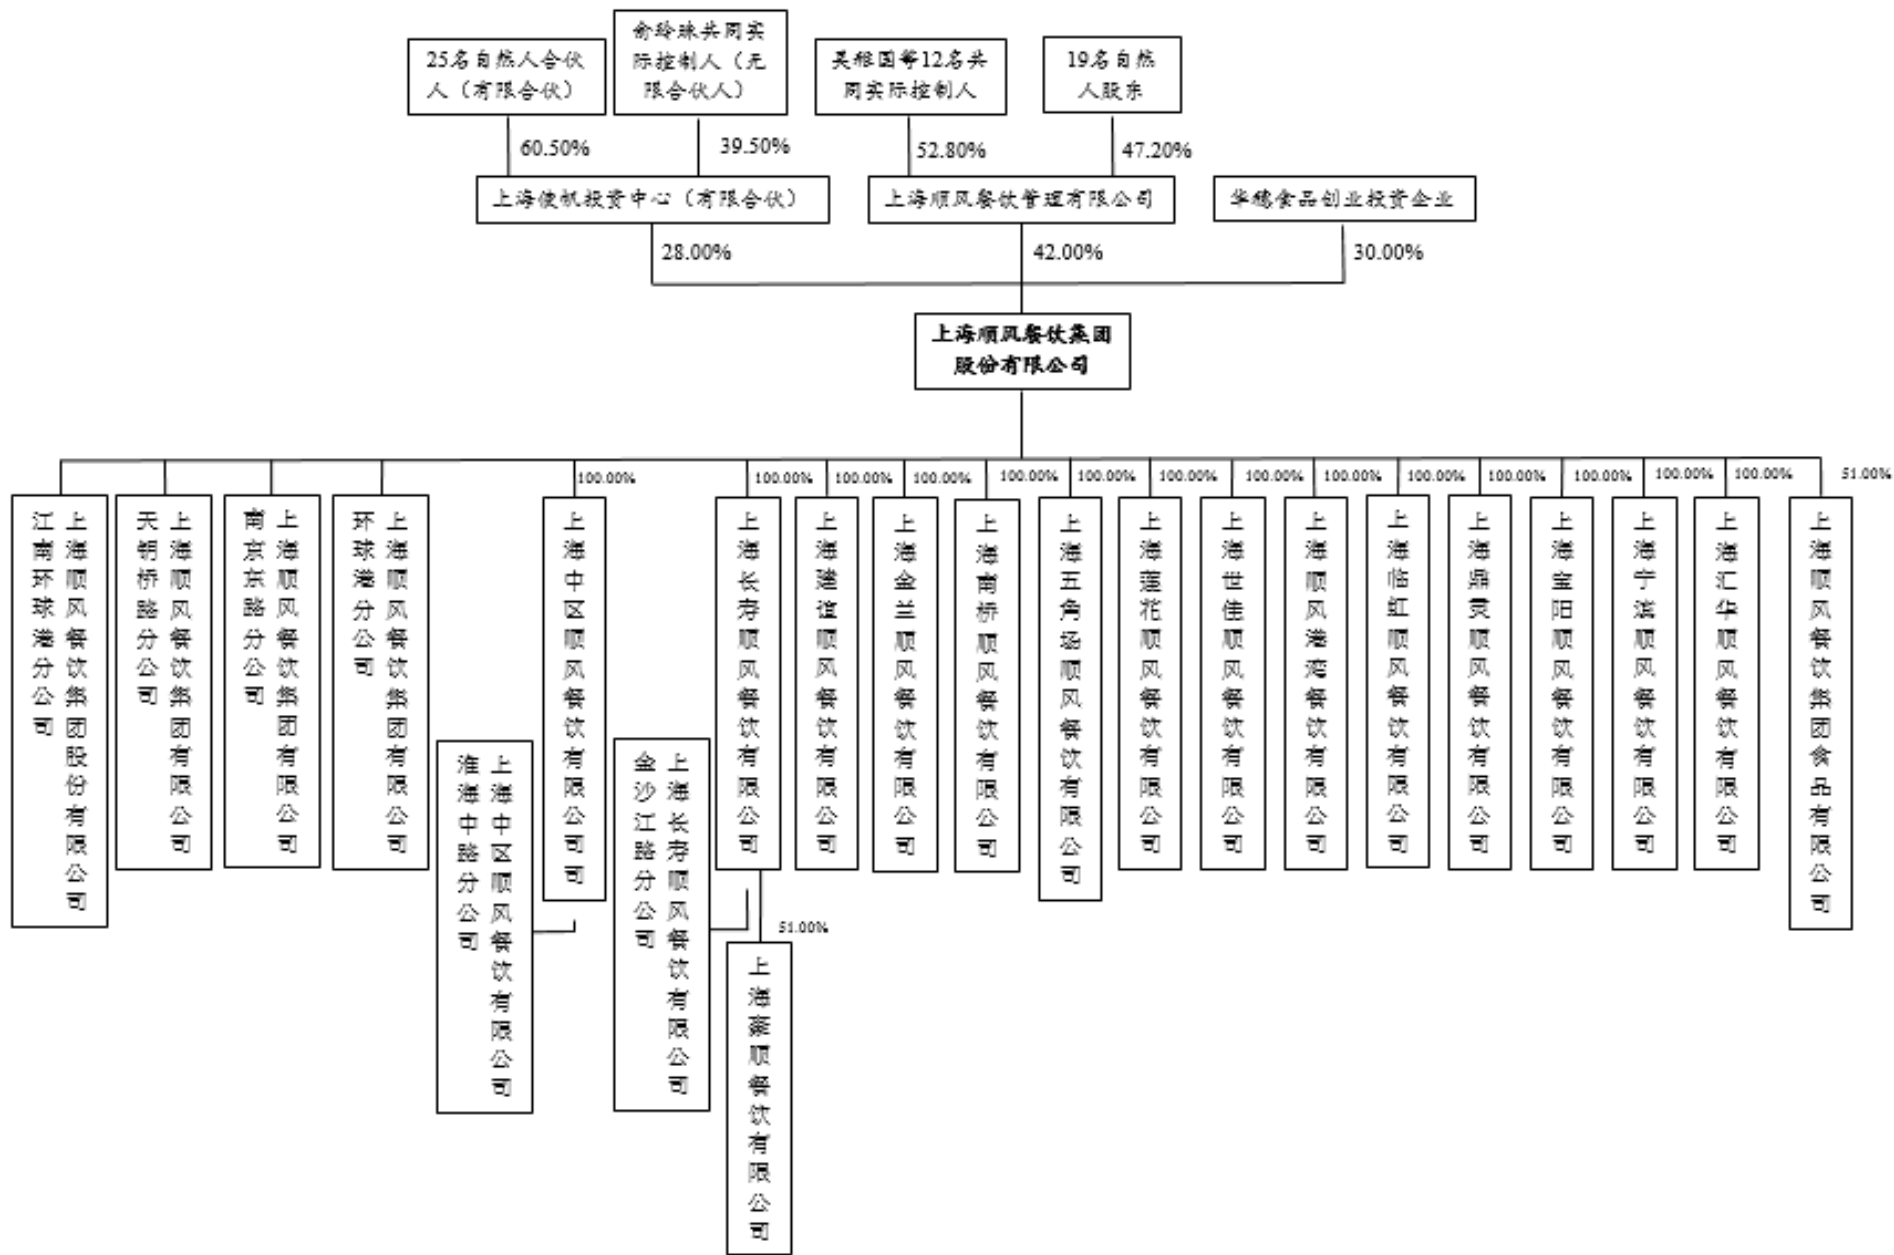 25名自然人合伙
人（有限合伙）
俞玲珠共同实
际控制人（无
限合伙人）
吴稚国等12名共
同实际控制人
19名自然
人股东
60.50%
39.50%
52.80%
47.20%
上海使帆投资中心（有限合伙）
上海顺风餐饮管理有限公司
华穗食品创业投资企业
28.00%
42.00%
30.00%
上海顺风餐饮集团
股份有限公司
100.00%
100.00%
100.00%
100.00%
100.00%
100.00%
100.00%
100.00%
100.00%
100.00%
100.00%
100.00%
100.00%
100.00%
51.00%
上海顺风餐饮集团股份有限公司
江南环球港分公司
上海顺风餐饮集团有限公司
天钥桥路分公司
上海顺风餐饮集团有限公司
南京东路分公司
上海顺风餐饮集团有限公司
环球港分公司
上海中区顺风餐饮有限公司
上海长寿顺风餐饮有限公司
上海建谊顺风餐饮有限公司
上海金兰顺风餐饮有限公司
上海南桥顺风餐饮有限公司
上海五角场顺风餐饮有限公司
上海莲花顺风餐饮有限公司
上海世佳顺风餐饮有限公司
上海顺风港湾餐饮有限公司
上海临虹顺风餐饮有限公司
上海鼎灵顺风餐饮有限公司
上海宝阳顺风餐饮有限公司
上海宁滨顺风餐饮有限公司
上海汇华顺风餐饮有限公司
上海顺风餐饮集团食品有限公司
上海中区顺风餐饮有限公司
淮海中路分公司
上海长寿顺风餐饮有限公司
金沙江路分公司
51.00%
上海豪顺餐饮有限公司